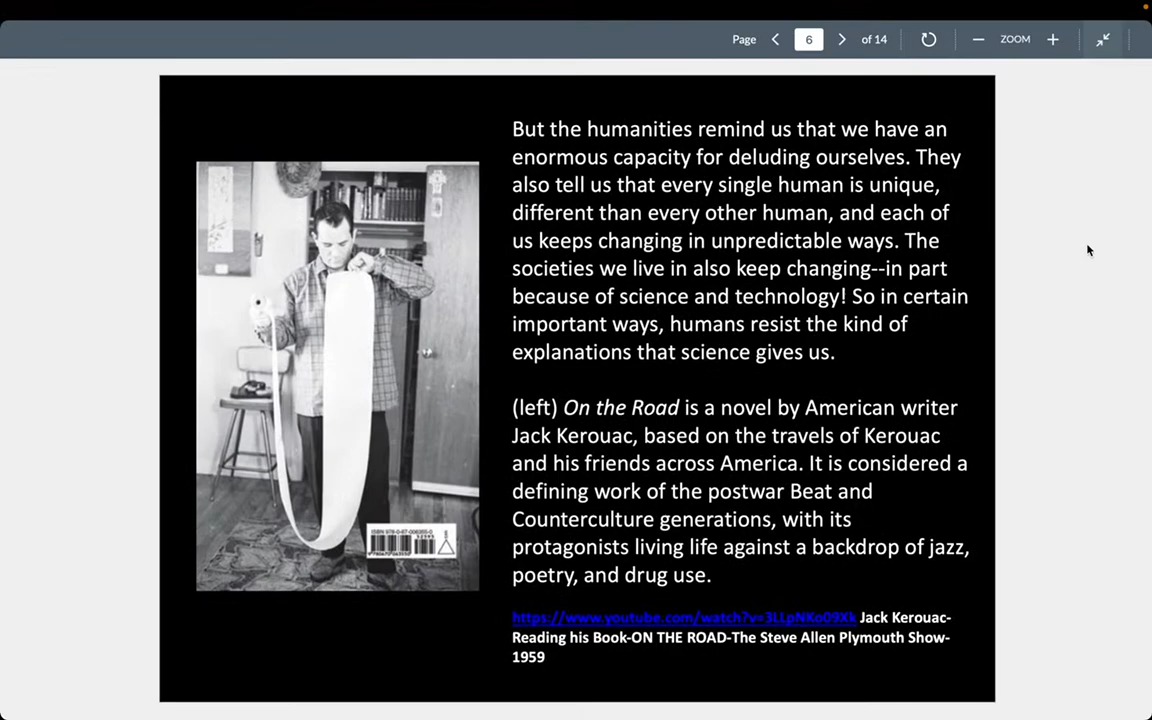 Page
6
of 14
ZOOM
But the humanities remind us that we have an
enormous capacity for deluding ourselves. They
also tell us that every single human is unique,
different than every other human, and each of
us keeps changing in unpredictable ways. The
societies we live in also keep changing--in part
because of science and technology! So in certain
important ways, humans resist the kind of
explanations that science gives us.
(left) On the Road is a novel by American writer
Jack Kerouac, based on the travels of Kerouac
and his friends across America. It is considered a
defining work of the postwar Beat and
Counterculture generations, with its
protagonists living life against a backdrop of jazz,
poetry, and drug use.
https://www.youtube.com/watch?v=3LLpNKo09Xk Jack Kerouac-
Reading his Book-ON THE ROAD-The Steve Allen Plymouth Show-
1959